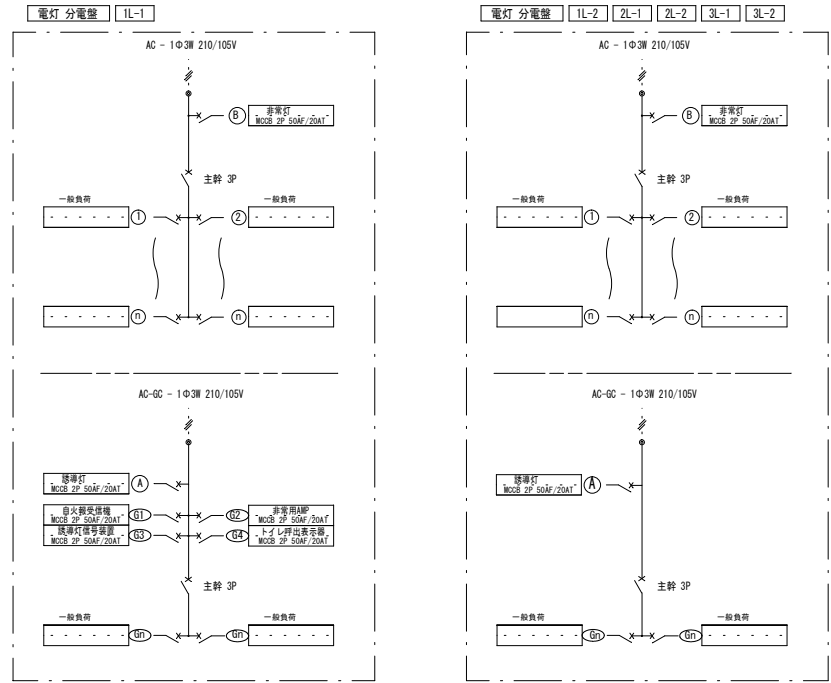 電灯 分電盤 1L-1
AC - 1Φ3W 210/105V
B 非常灯
MCCB 2P 50AF/20AT
主幹 3P
一般負荷 一般負荷
1 2
n n
AC-GC - 1Φ3W 210/105V
誘導灯 A
MCCB 2P 50AF/20AT
自火報受信機 G1 G2 非常用AMP
MCCB 2P 50AF/20AT MCCB 2P 50AF/20AT
誘導灯信号装置 G3 G4 トイレ呼出表示器
MCCB 2P 50AF/20AT MCCB 2P 50AF/20AT
主幹 3P
一般負荷 一般負荷
Gn Gn
電灯 分電盤 1L-2 2L-1 2L-2 3L-1 3L-2
AC - 1Φ3W 210/105V
B 非常灯
MCCB 2P 50AF/20AT
主幹 3P
一般負荷 一般負荷
1 2
n n
AC-GC - 1Φ3W 210/105V
誘導灯 A
MCCB 2P 50AF/20AT
主幹 3P
一般負荷 一般負荷
Gn Gn